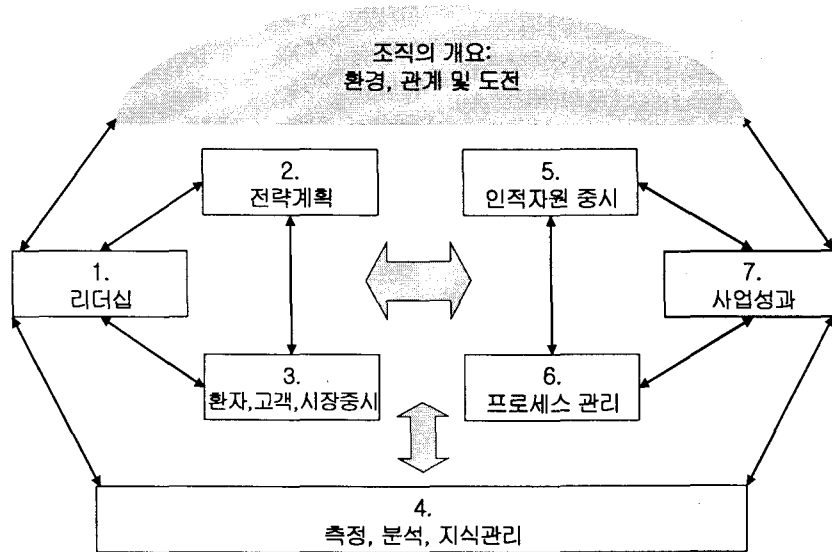 조직의 개요:
환경, 관계 및 도전
2.
전략계획
5.
인적자원 중시
1.
리더십
7.
사업성과
3.
환자,고객,시장중시
6.
프로세스 관리
4.
측정, 분석, 지식관리